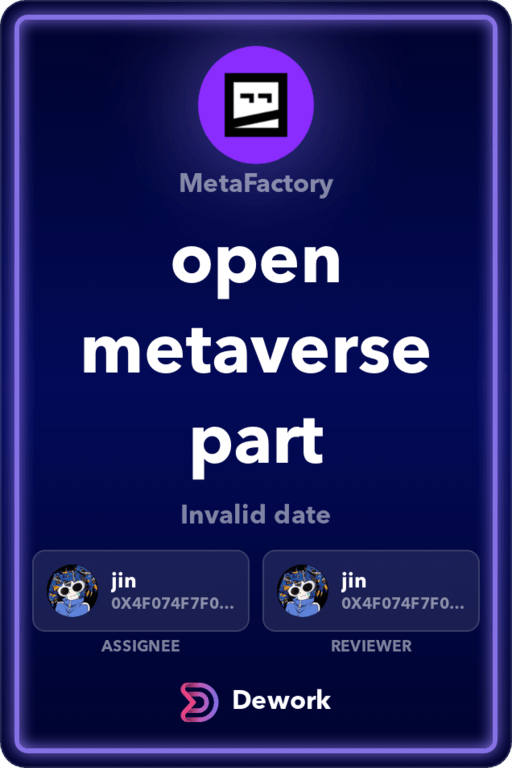 MetaFactory
open
metaverse
part
Invalid date
jin
0X4F074F7F0...
ASSIGNEE
jin
0X4F074F7F0...
REVIEWER
Dework